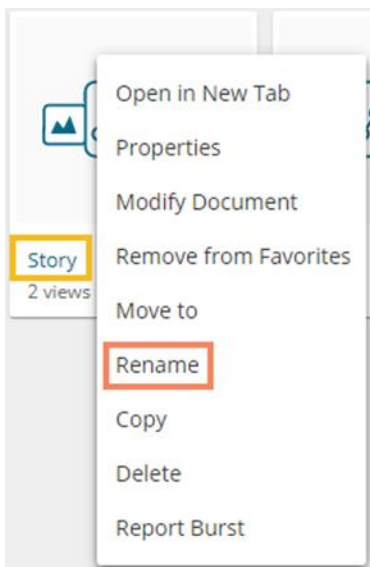 Open in New Tab
Properties
Modify Document
Story
Remove from Favorites
2 views
Move to
Rename
Copy
Delete
Report Burst